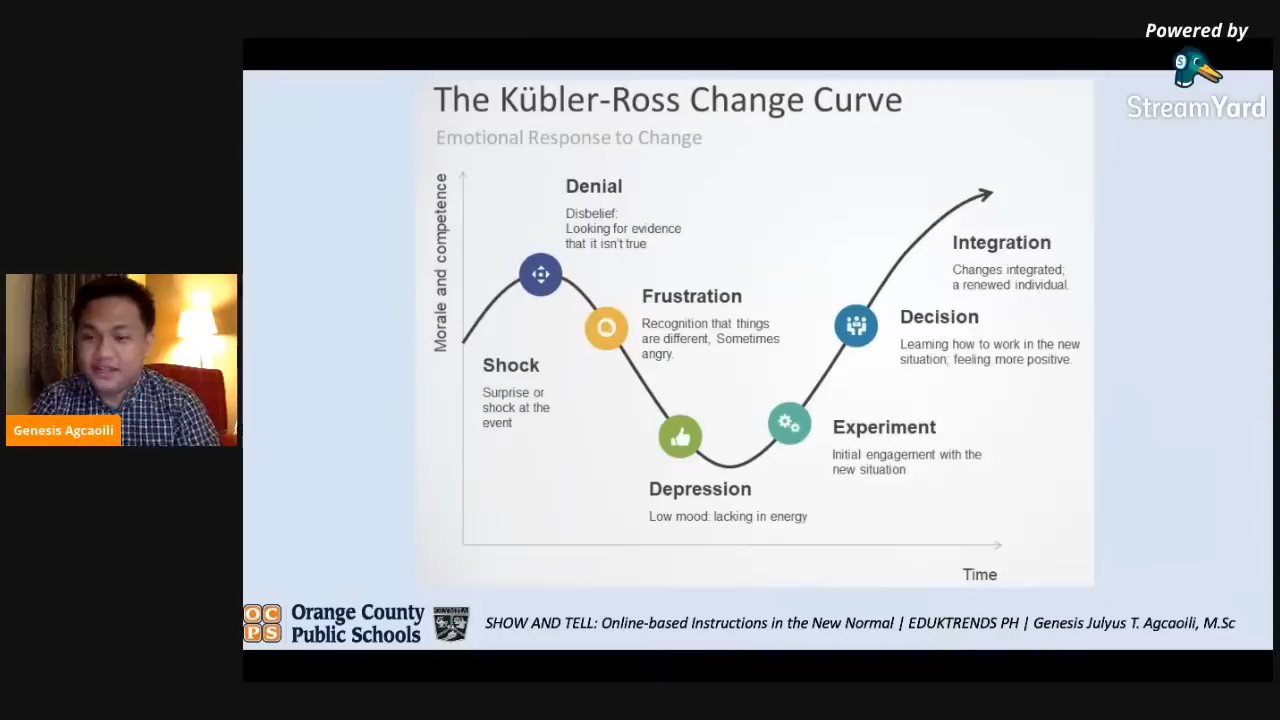 Powered by
StreamYard
The Kübler-Ross Change Curve
Emotional Response to Change
Morale and competence
Denial
Disbelief:
Looking for evidence
that it isn't true
Frustration
Recognition that things
are different, Sometimes
angry.
Shock
Surprise or
shock at the
event
Depression
Low mood: lacking in energy
Experiment
Initial engagement with the
new situation
Decision
Learning how to work in the new
situation; feeling more positive.
Integration
Changes integrated;
a renewed individual.
Time
Genesis Agcaoili
O C
P S
Orange County
Public Schools
OLYMPIA
SHOW AND TELL: Online-based Instructions in the New Normal | EDUKTRENDS PH | Genesis Julyus T. Agcaoili, M.Sc